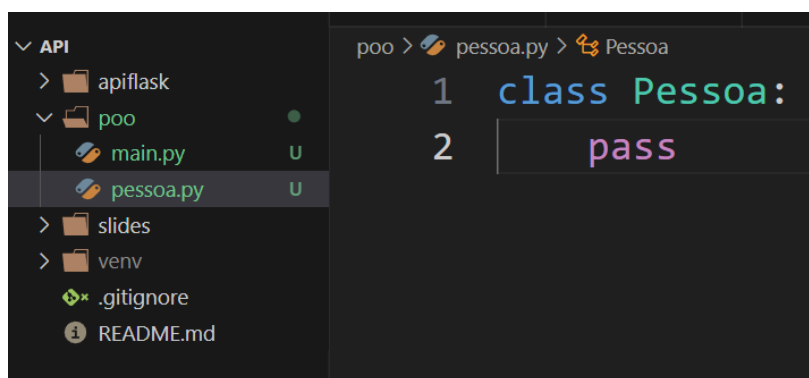 API
apiflask
poo
main.py U
pessoa.py U
slides
venv
.gitignore
README.md
poo > pessoa.py > Pessoa
1 class Pessoa:
2 pass